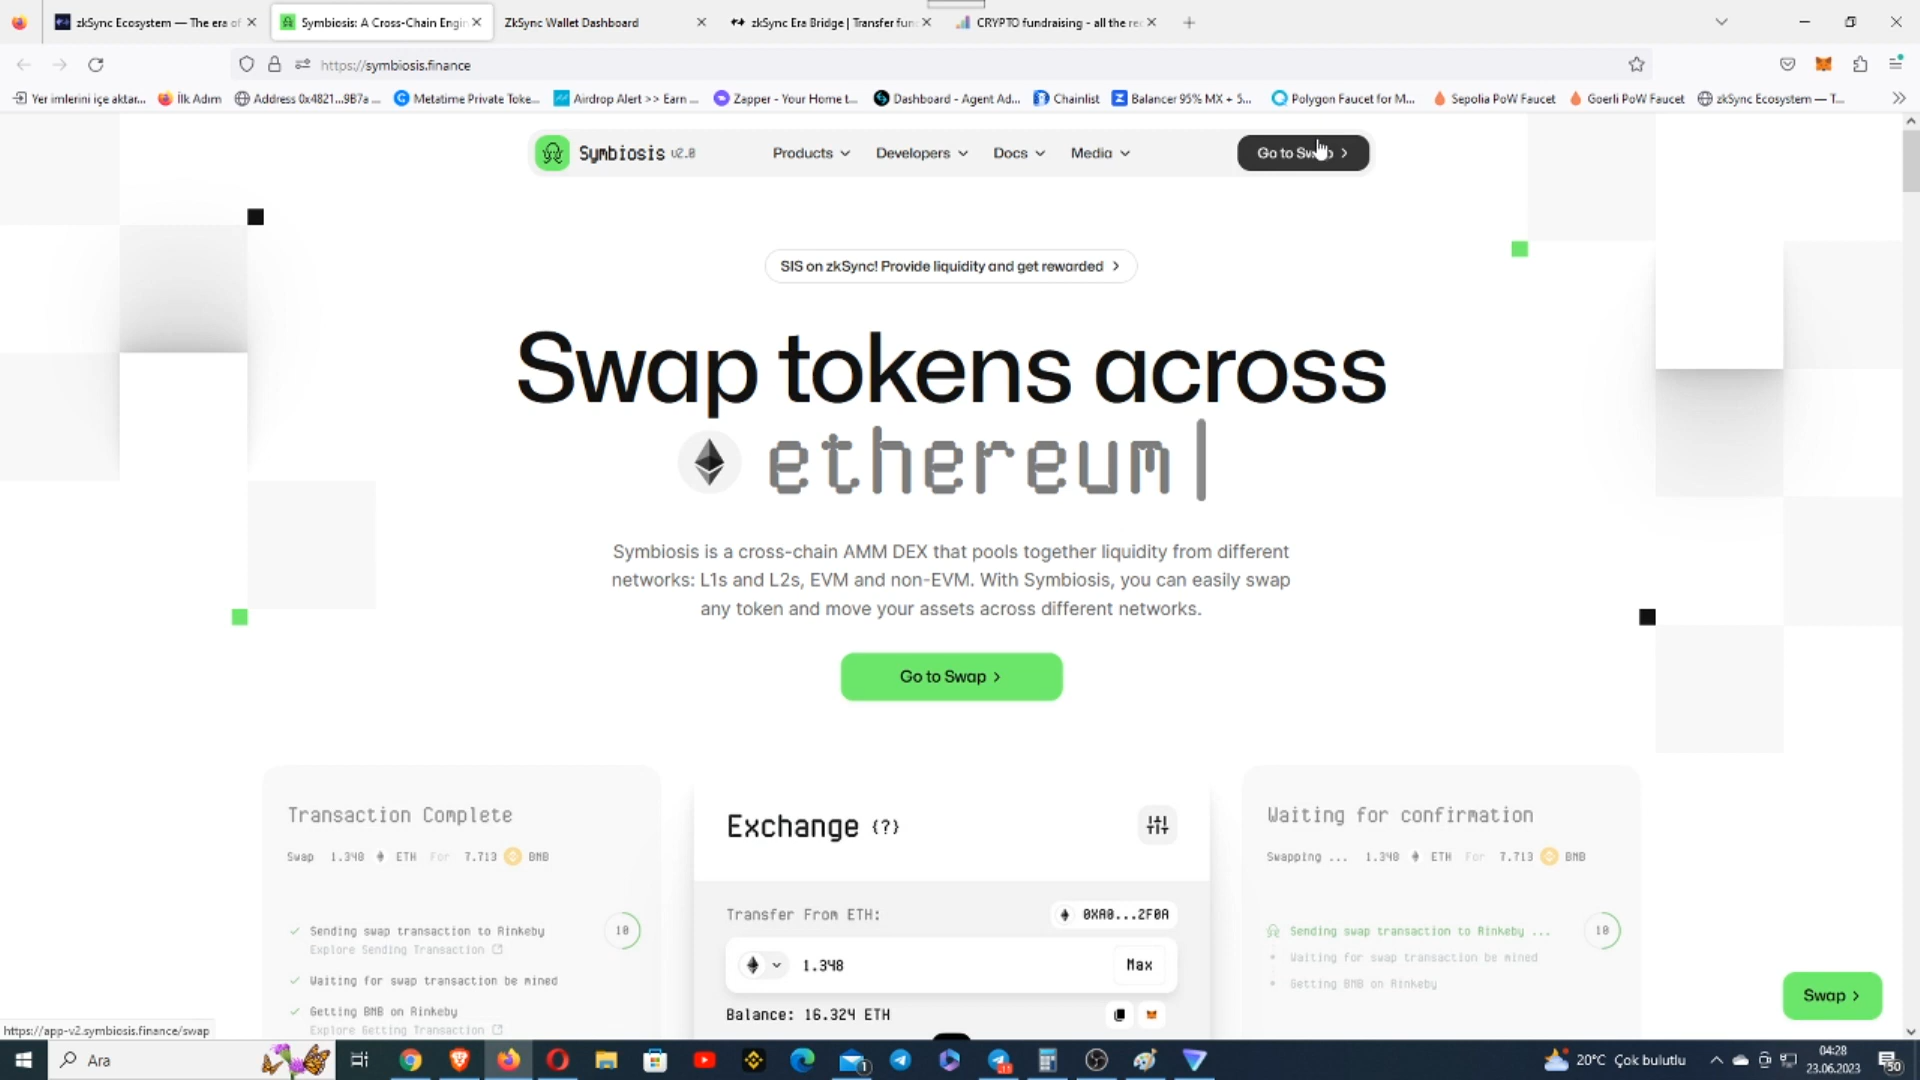 zkSync Ecosystem — The era of
Symbiosis: A Cross-Chain Engin
ZkSync Wallet Dashboard
zkSync Era Bridge | Transfer fun
CRYPTO fundraising - all the re
https://symbiosis.finance
Yer imlerini içe aktar...
İlk Adım
Address 0x4821...9B7a ...
Metatime Private Toke...
Airdrop Alert >> Earn ...
Zapper - Your Home t...
Dashboard - Agent Ad...
Chainlist
Balancer 95% MX + 5...
Polygon Faucet for M...
Sepolia PoW Faucet
Goerli PoW Faucet
zkSync Ecosystem — T...
Symbiosis v2.0
Products
Developers
Docs
Media
Go to Swap >
SIS on zkSync! Provide liquidity and get rewarded >
Swap tokens across
ethereum|
Symbiosis is a cross-chain AMM DEX that pools together liquidity from different
networks: L1s and L2s, EVM and non-EVM. With Symbiosis, you can easily swap
any token and move your assets across different networks.
Go to Swap >
Transaction Complete
Swap 1.348 ETH For 7.713 BNB
Sending swap transaction to Rinkeby
10
Explore Sending Transaction
Waiting for swap transaction be mined
Getting BNB on Rinkeby
Explore Getting Transaction
Exchange {?}
Transfer From ETH:
0XA0...2F0A
1.348
Max
Balance: 16.324 ETH
Waiting for confirmation
Swapping ... 1.348 ETH For 7.713 BNB
Sending swap transaction to Rinkeby ...
10
Waiting for swap transaction be mined
Getting BNB on Rinkeby
Swap >
https://app-v2.symbiosis.finance/swap
Ara
1
20°C Çok bulutlu
04:28
23.06.2023
50